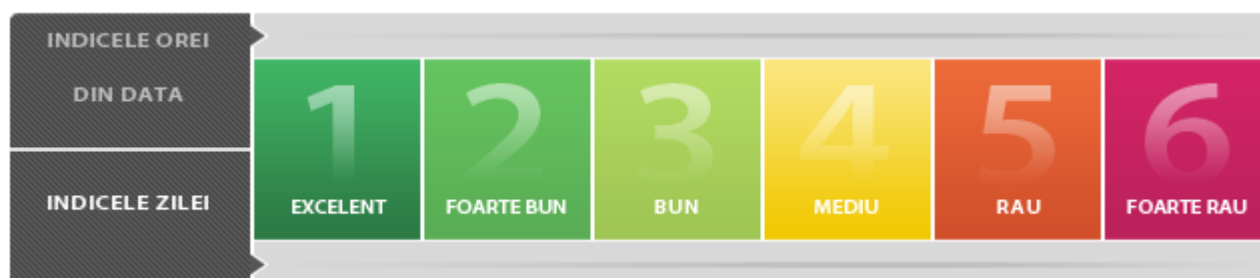 INDICELE OREI
DIN DATA
INDICELE ZILEI
1
EXCELENT
2
FOARTE BUN
3
BUN
4
MEDIU
5
RAU
6
FOARTE RAU